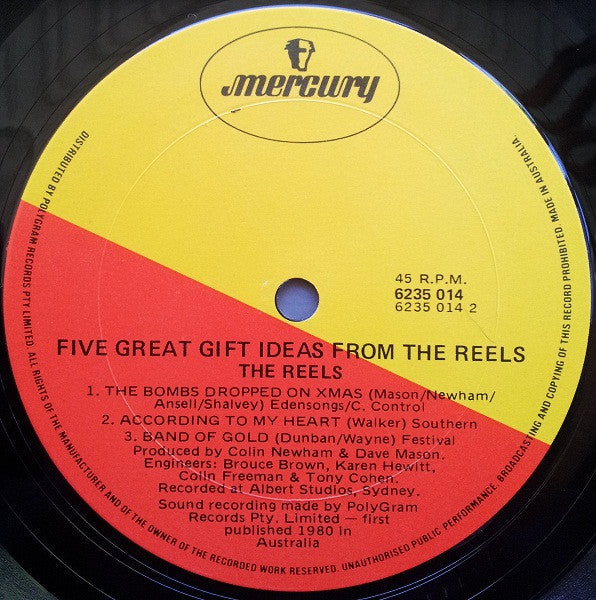 mercury
45 R.P.M.
6235 014
6235 014 2
FIVE GREAT GIFT IDEAS FROM THE REELS
THE REELS
1. THE BOMBS DROPPED ON XMAS (Mason/Newham/
Ansell/Shalvey) Edensongs/C. Control
2. ACCORDING TO MY HEART (Walker) Southern
3. BAND OF GOLD (Dunban/Wayne) Festival
Produced by Colin Newham & Dave Mason.
Engineers: Brouce Brown, Karen Hewitt,
Colin Freeman & Tony Cohen.
Recorded at Albert Studios, Sydney.
Sound recording made by PolyGram
Records Pty. Limited — first
published 1980 in
Australia
DISTRIBUTED BY POLYGRAM RECORDS PTY LIMITED. ALL RIGHTS OF THE MANUFACTURER AND OF THE OWNER OF THE RECORDED WORK RESERVED. UNAUTHORISED PUBLIC PERFORMANCE, BROADCASTING AND COPYING OF THIS RECORD PROHIBITED. MADE IN AUSTRALIA.